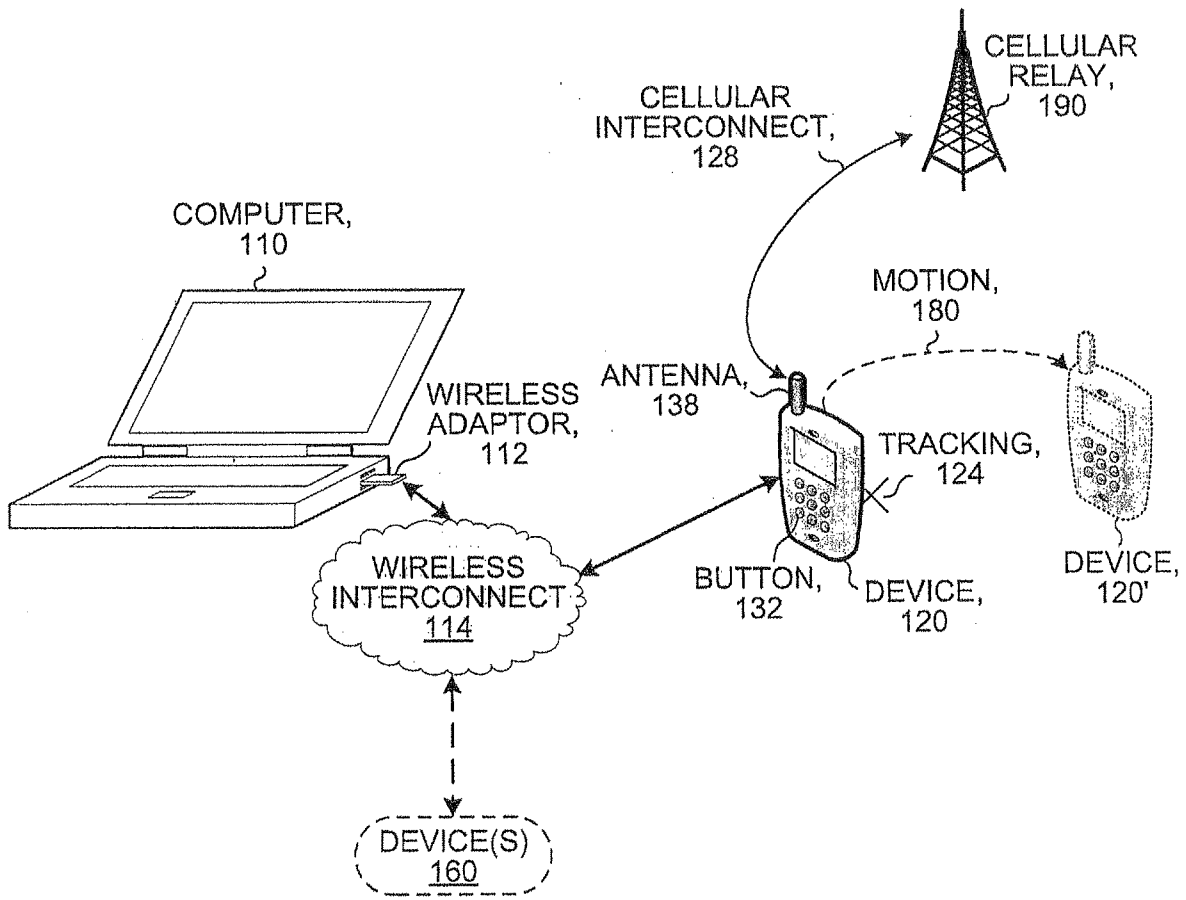 CELLULAR
RELAY,
190
CELLULAR
INTERCONNECT,
128
COMPUTER,
110
MOTION,
180
WIRELESS
ADAPTOR,
112
ANTENNA,
138
TRACKING,
124
WIRELESS
INTERCONNECT
114
BUTTON,
132
DEVICE,
120
DEVICE,
120'
DEVICE(S)
160